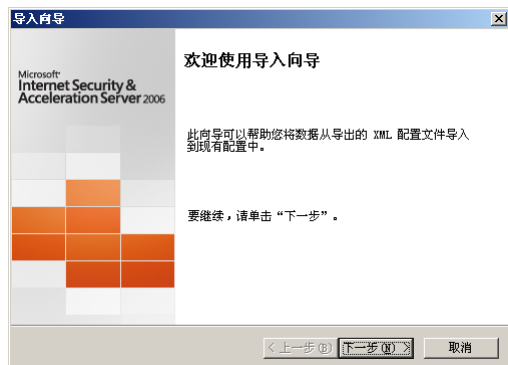 导入向导
Microsoft
Internet Security &
Acceleration Server 2006
欢迎使用导入向导
此向导可以帮助您将数据从导出的 XML 配置文件导入
到现有配置中。
要继续，请单击“下一步”。
< 上一步(B)
下一步(N) >
取消